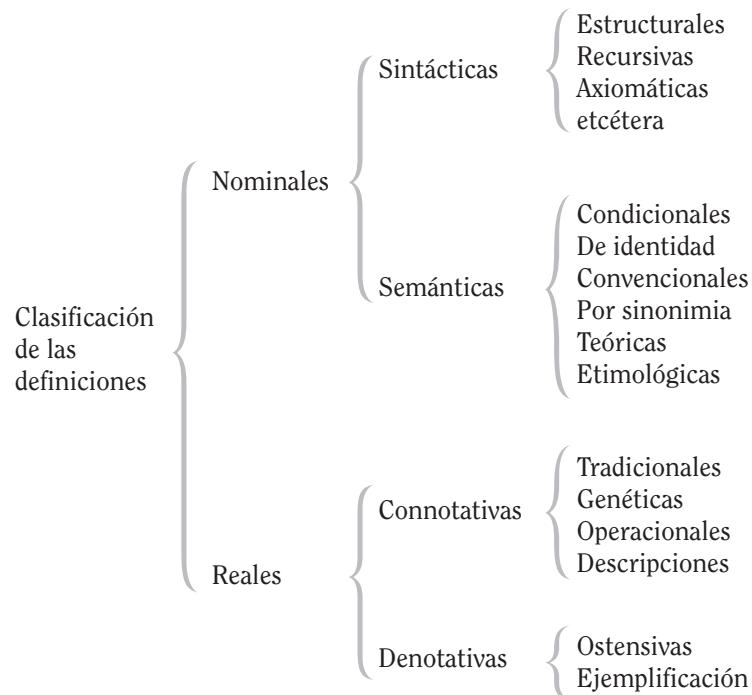 Clasificación
de las
definiciones
Nominales
Sintácticas
Estructurales
Recursivas
Axiomáticas
etcétera
Semánticas
Condicionales
De identidad
Convencionales
Por sinonimia
Teóricas
Etimológicas
Reales
Connotativas
Tradicionales
Genéticas
Operacionales
Descripciones
Denotativas
Ostensivas
Ejemplificación